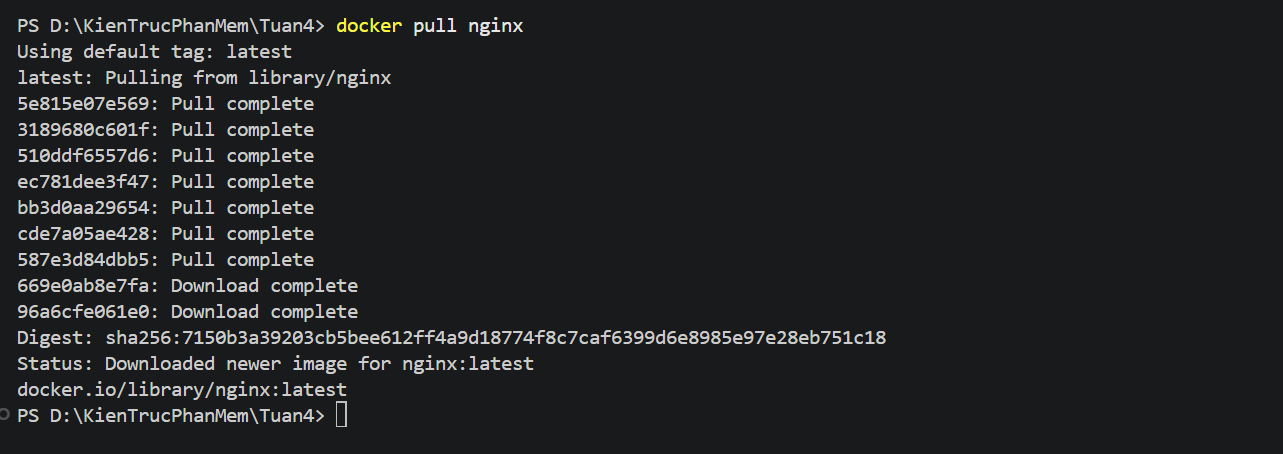 PS D:\KienTrucPhanMem\Tuan4> docker pull nginx
Using default tag: latest
latest: Pulling from library/nginx
5e815e07e569: Pull complete
3189680c601f: Pull complete
510ddf6557d6: Pull complete
ec781dee3f47: Pull complete
bb3d0aa29654: Pull complete
cde7a05ae428: Pull complete
587e3d84dbb5: Pull complete
669e0ab8e7fa: Download complete
96a6cfe061e0: Download complete
Digest: sha256:7150b3a39203cb5bee612ff4a9d18774f8c7caf6399d6e8985e97e28eb751c18
Status: Downloaded newer image for nginx:latest
docker.io/library/nginx:latest
PS D:\KienTrucPhanMem\Tuan4>